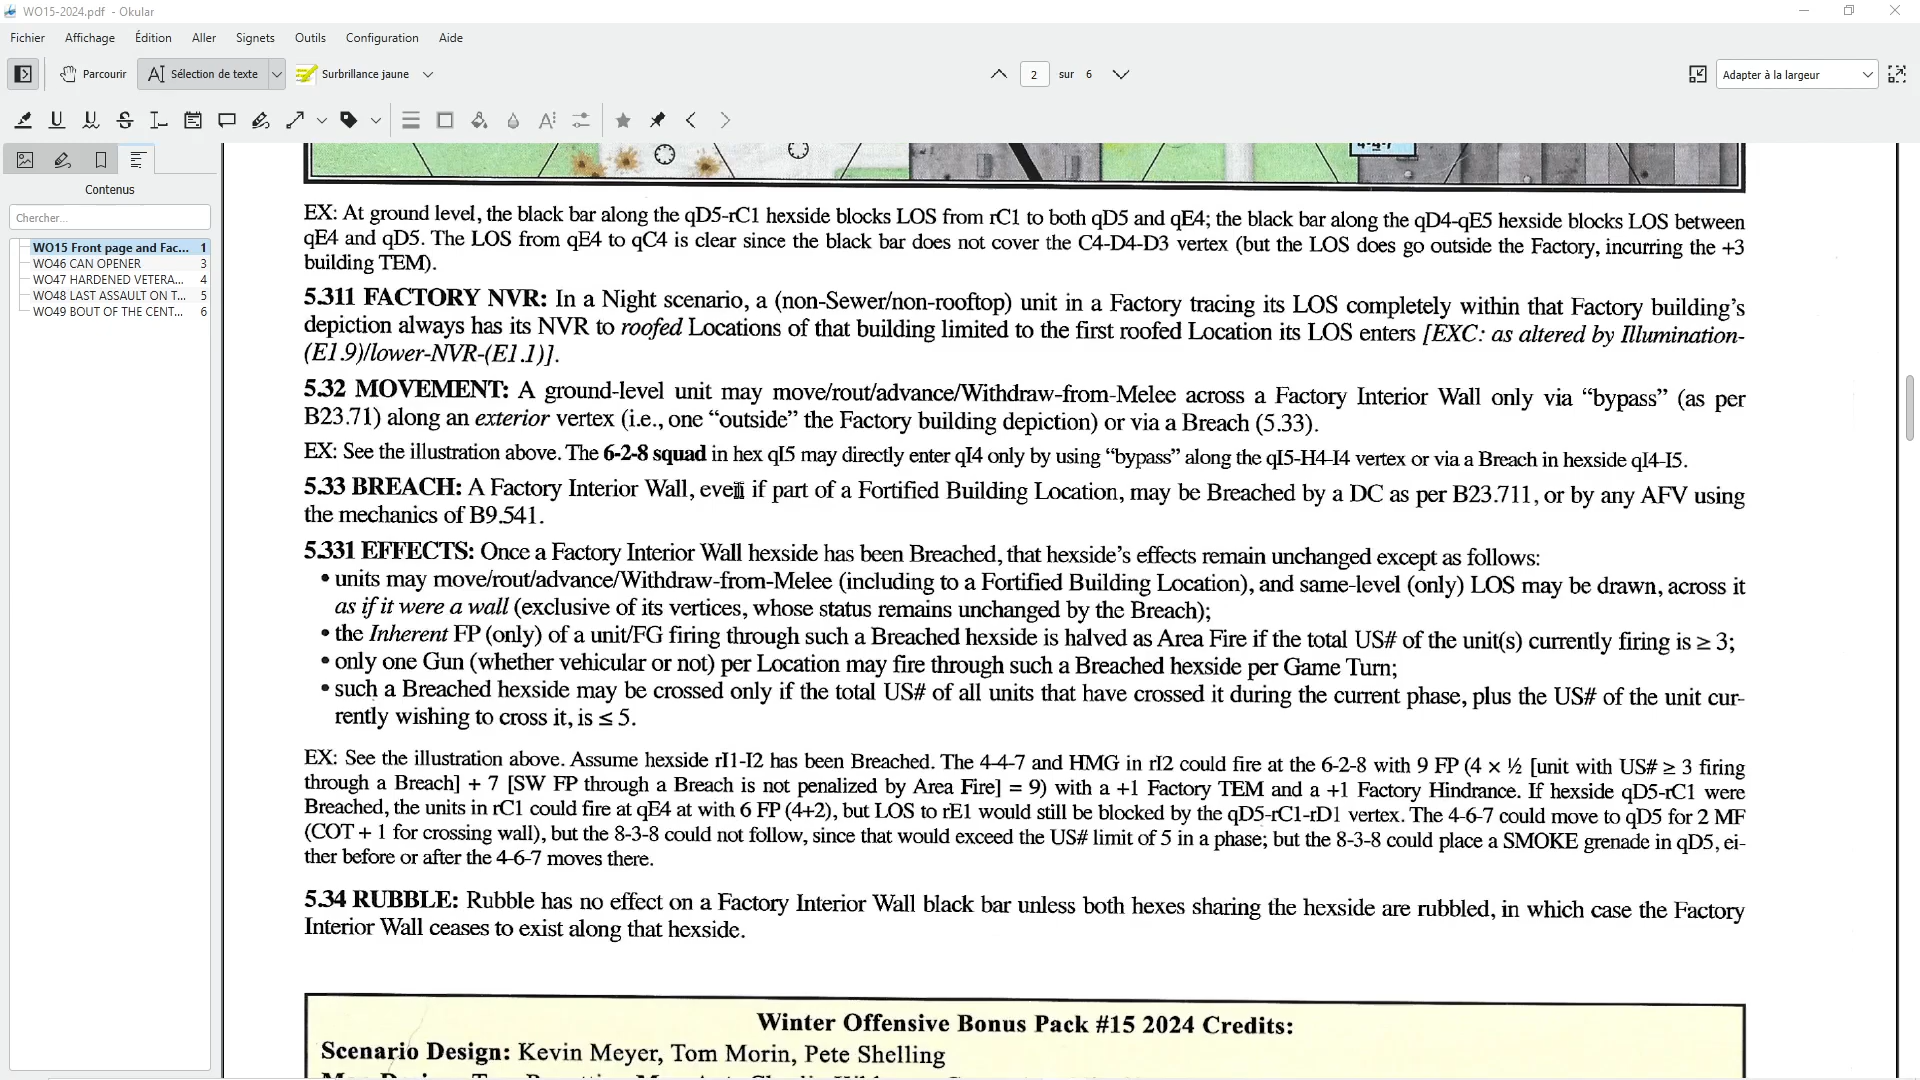 WO15-2024.pdf - Okular
Fichier Affichage Édition Aller Signets Outils Configuration Aide
Parcourir Sélection de texte Surbrillance jaune 2 sur 6 Adapter à la largeur
Contenus
Chercher...
WO15 Front page and Fac... 1
WO46 CAN OPENER 3
WO47 HARDENED VETERA... 4
WO48 LAST ASSAULT ON T... 5
WO49 BOUT OF THE CENT... 6
4-4-7
EX: At ground level, the black bar along the qD5-rC1 hexside blocks LOS from rC1 to both qD5 and qE4; the black bar along the qD4-qE5 hexside blocks LOS between
qE4 and qD5. The LOS from qE4 to qC4 is clear since the black bar does not cover the C4-D4-D3 vertex (but the LOS does go outside the Factory, incurring the +3
building TEM).
5.311 FACTORY NVR: In a Night scenario, a (non-Sewer/non-rooftop) unit in a Factory tracing its LOS completely within that Factory building’s
depiction always has its NVR to roofed Locations of that building limited to the first roofed Location its LOS enters [EXC: as altered by Illumination-
(E1.9)/lower-NVR-(E1.1)].
5.32 MOVEMENT: A ground-level unit may move/rout/advance/Withdraw-from-Melee across a Factory Interior Wall only via “bypass” (as per
B23.71) along an exterior vertex (i.e., one “outside” the Factory building depiction) or via a Breach (5.33).
EX: See the illustration above. The 6-2-8 squad in hex qI5 may directly enter qI4 only by using “bypass” along the qI5-H4-I4 vertex or via a Breach in hexside qI4-I5.
5.33 BREACH: A Factory Interior Wall, even if part of a Fortified Building Location, may be Breached by a DC as per B23.711, or by any AFV using
the mechanics of B9.541.
5.331 EFFECTS: Once a Factory Interior Wall hexside has been Breached, that hexside’s effects remain unchanged except as follows:
• units may move/rout/advance/Withdraw-from-Melee (including to a Fortified Building Location), and same-level (only) LOS may be drawn, across it
as if it were a wall (exclusive of its vertices, whose status remains unchanged by the Breach);
• the Inherent FP (only) of a unit/FG firing through such a Breached hexside is halved as Area Fire if the total US# of the unit(s) currently firing is ≥ 3;
• only one Gun (whether vehicular or not) per Location may fire through such a Breached hexside per Game Turn;
• such a Breached hexside may be crossed only if the total US# of all units that have crossed it during the current phase, plus the US# of the unit cur-
rently wishing to cross it, is ≤ 5.
EX: See the illustration above. Assume hexside rI1-I2 has been Breached. The 4-4-7 and HMG in rI2 could fire at the 6-2-8 with 9 FP (4 × ½ [unit with US# ≥ 3 firing
through a Breach] + 7 [SW FP through a Breach is not penalized by Area Fire] = 9) with a +1 Factory TEM and a +1 Factory Hindrance. If hexside qD5-rC1 were
Breached, the units in rC1 could fire at qE4 at with 6 FP (4+2), but LOS to rE1 would still be blocked by the qD5-rC1-rD1 vertex. The 4-6-7 could move to qD5 for 2 MF
(COT + 1 for crossing wall), but the 8-3-8 could not follow, since that would exceed the US# limit of 5 in a phase; but the 8-3-8 could place a SMOKE grenade in qD5, ei-
ther before or after the 4-6-7 moves there.
5.34 RUBBLE: Rubble has no effect on a Factory Interior Wall black bar unless both hexes sharing the hexside are rubbled, in which case the Factory
Interior Wall ceases to exist along that hexside.
Winter Offensive Bonus Pack #15 2024 Credits:
Scenario Design: Kevin Meyer, Tom Morin, Pete Shelling